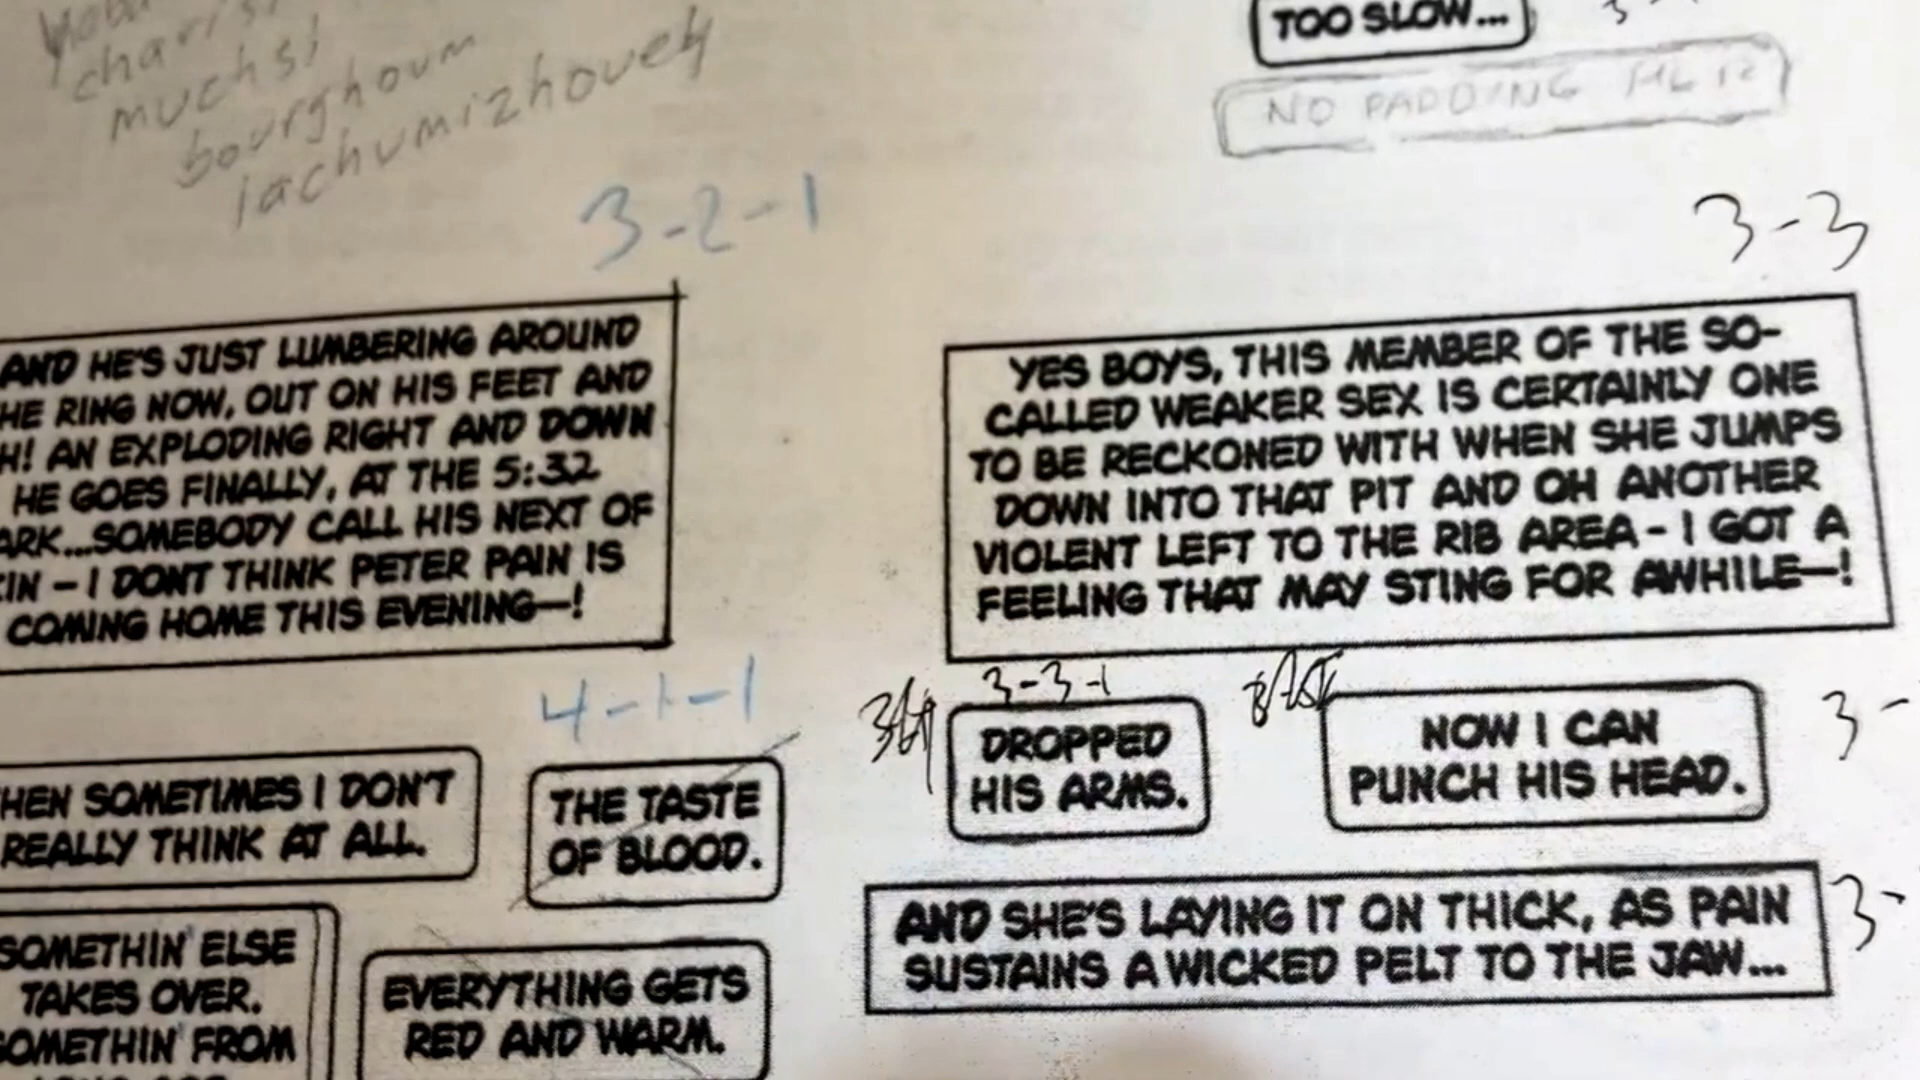 muchsi
bourghoum
iachumizhoueh
3-2-1
AND HE'S JUST LUMBERING AROUND
HE RING NOW, OUT ON HIS FEET AND
H! AN EXPLODING RIGHT AND DOWN
HE GOES FINALLY, AT THE 5:32
ARK...SOMEBODY CALL HIS NEXT OF
IN - I DONT THINK PETER PAIN IS
COMING HOME THIS EVENING—!
4-1-1
HEN SOMETIMES I DON'T
REALLY THINK AT ALL.
THE TASTE
OF BLOOD.
SOMETHIN' ELSE
TAKES OVER.
SOMETHIN' FROM
EVERYTHING GETS
RED AND WARM.
TOO SLOW...
NO PADDING HER
3-3
YES BOYS, THIS MEMBER OF THE SO-
CALLED WEAKER SEX IS CERTAINLY ONE
TO BE RECKONED WITH WHEN SHE JUMPS
DOWN INTO THAT PIT AND OH ANOTHER
VIOLENT LEFT TO THE RIB AREA - I GOT A
FEELING THAT MAY STING FOR AWHILE—!
3-3-1
DROPPED
HIS ARMS.
NOW I CAN
PUNCH HIS HEAD.
3-
AND SHE'S LAYING IT ON THICK, AS PAIN
SUSTAINS A WICKED PELT TO THE JAW...
3-